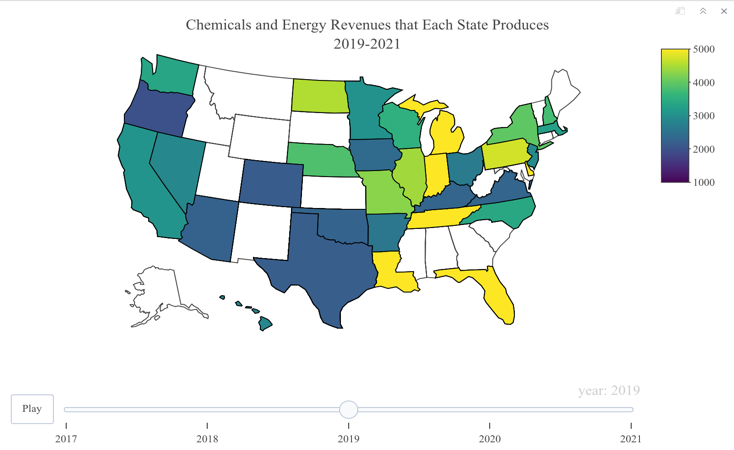 Chemicals and Energy Revenues that Each State Produces
2019-2021
5000
4000
3000
2000
1000
year: 2019
Play
2017 2018 2019 2020 2021